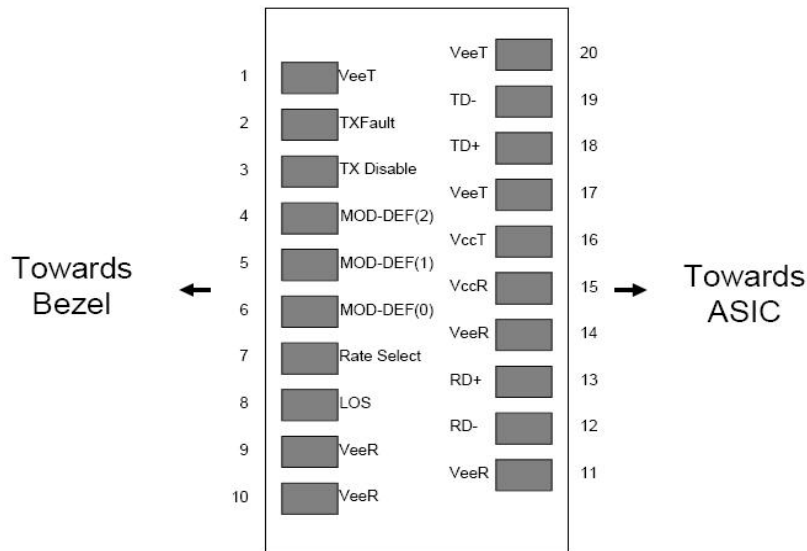 1 VeeT
2 TXFault
3 TX Disable
4 MOD-DEF(2)
5 MOD-DEF(1)
6 MOD-DEF(0)
7 Rate Select
8 LOS
9 VeeR
10 VeeR
VeeT 20
TD- 19
TD+ 18
VeeT 17
VccT 16
VccR 15
VeeR 14
RD+ 13
RD- 12
VeeR 11
Towards
Bezel
Towards
ASIC